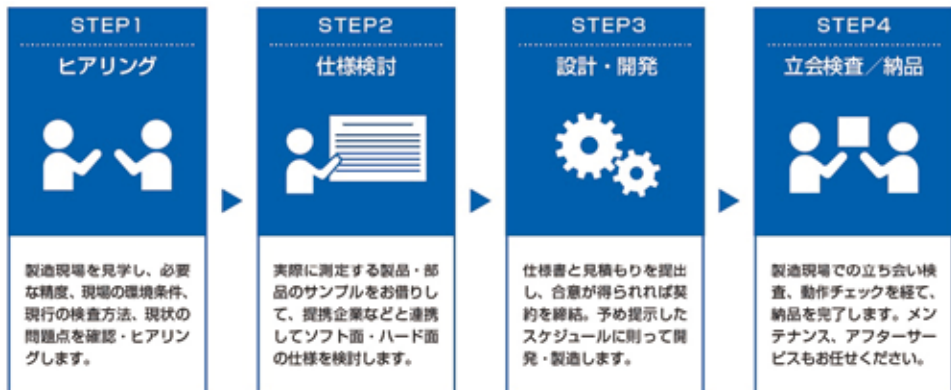 STEP1
ヒアリング
製造現場を見学し、必要
な精度、現場の環境条件、
現行の検査方法、現状の
問題点を確認・ヒアリン
グします。
STEP2
仕様検討
実際に測定する製品・部
品のサンプルをお借りし
て、提携企業などと連携
してソフト面・ハード面
の仕様を検討します。
STEP3
設計・開発
仕様書と見積もりを提出
し、合意が得られれば契
約を締結。予め提示した
スケジュールに則って開
発・製造します。
STEP4
立会検査／納品
製造現場での立ち会い検
査、動作チェックを経て、
納品を完了します。メン
テナンス、アフターサー
ビスもお任せください。